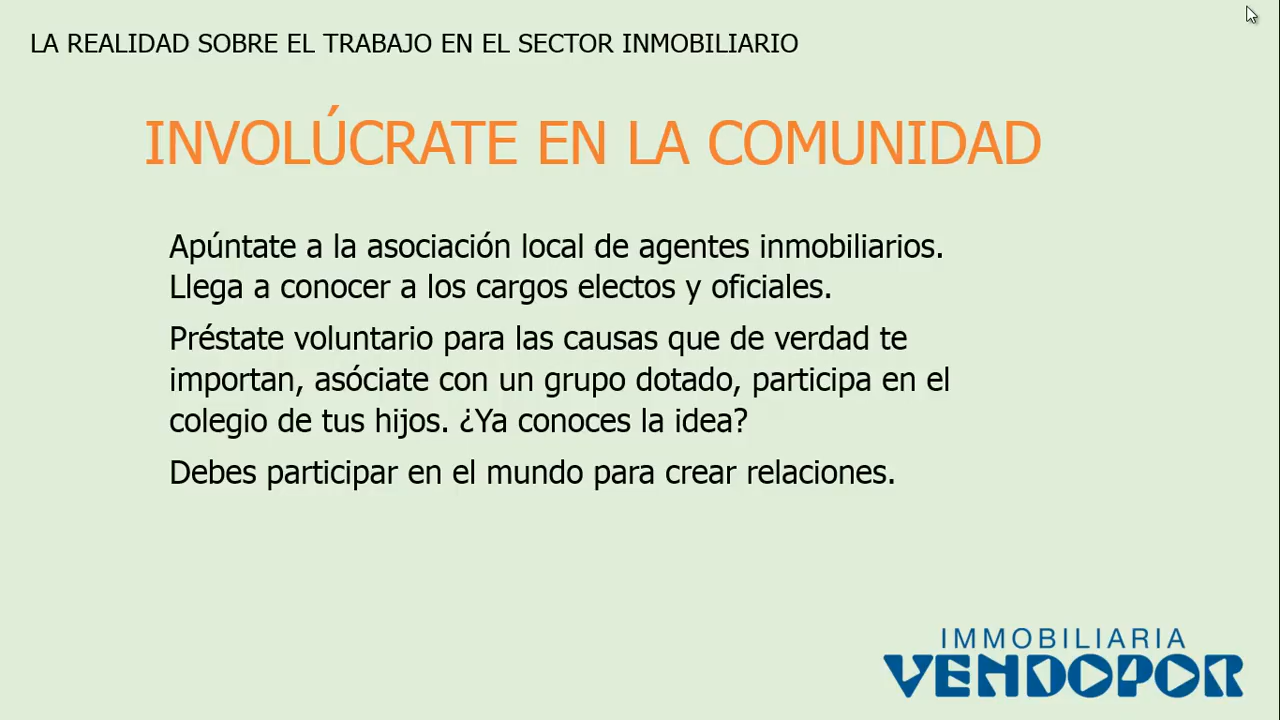 LA REALIDAD SOBRE EL TRABAJO EN EL SECTOR INMOBILIARIO
INVOLÚCRATE EN LA COMUNIDAD
Apúntate a la asociación local de agentes inmobiliarios.
Llega a conocer a los cargos electos y oficiales.
Préstate voluntario para las causas que de verdad te
importan, asóciate con un grupo dotado, participa en el
colegio de tus hijos. ¿Ya conoces la idea?
Debes participar en el mundo para crear relaciones.
IMMOBILIARIA
VENDOPOR